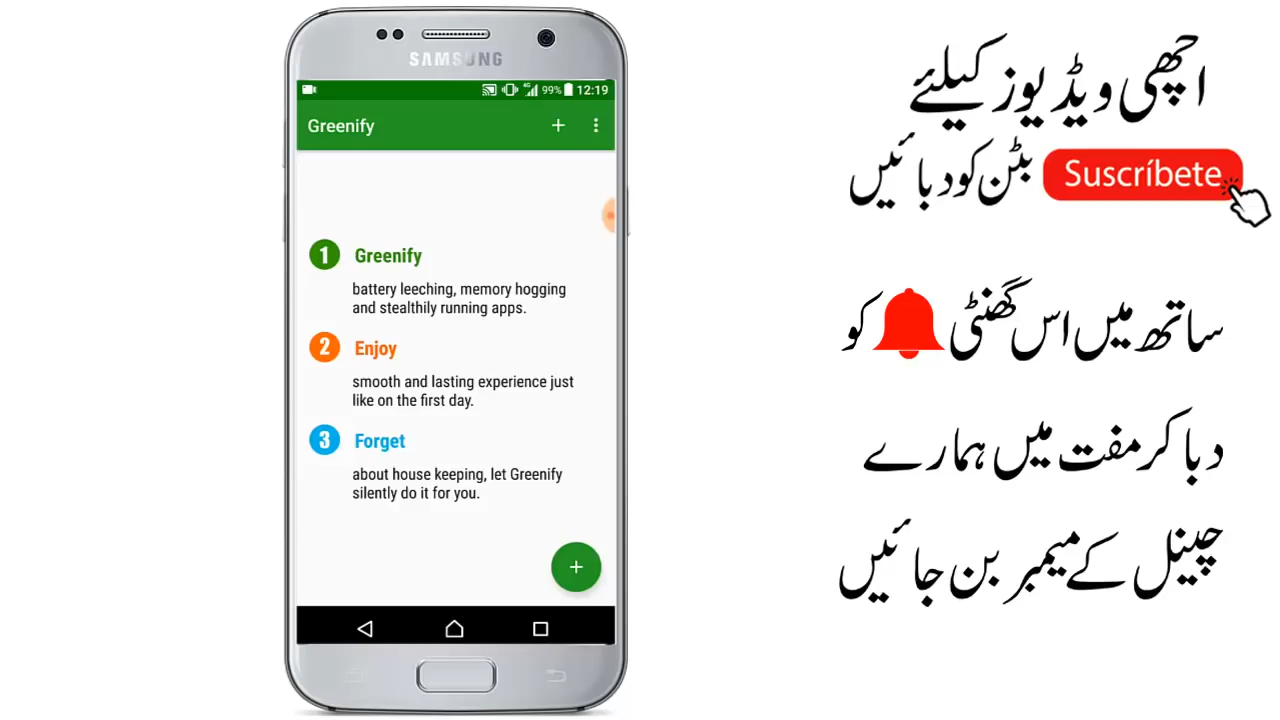 SAMSUNG
4G 99% 12:19
Greenify
1 Greenify
battery leeching, memory hogging
and stealthily running apps.
2 Enjoy
smooth and lasting experience just
like on the first day.
3 Forget
about house keeping, let Greenify
silently do it for you.
اچھی ویڈیوز کیلئے
Suscríbete بٹن کو دبائیں
ساتھ میں اس گھنٹی کو
دبا کر مفت میں ہمارے
چینل کے میمبر بن جائیں